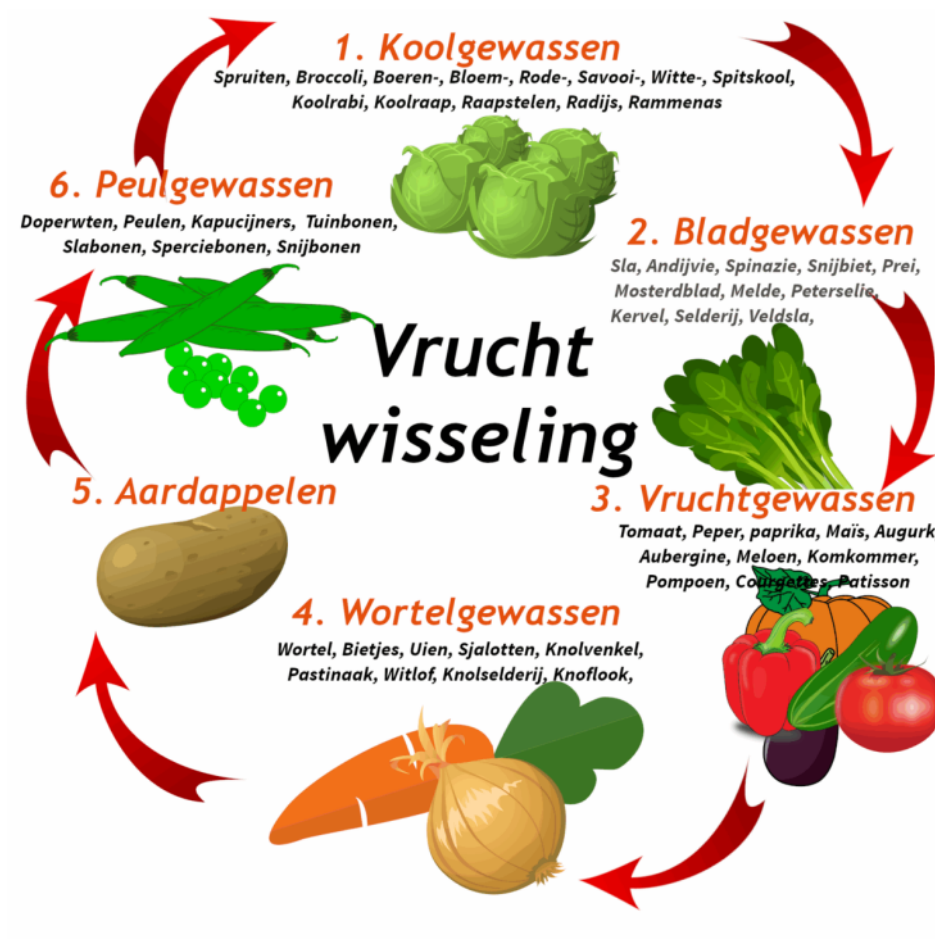 1. Koolgewassen
Spruiten, Broccoli, Boeren-, Bloem-, Rode-, Savooi-, Witte-, Spitskool,
Koolrabi, Koolraap, Raapstelen, Radijs, Rammenas
2. Bladgewassen
Sla, Andijvie, Spinazie, Snijbiet, Prei,
Mosterdblad, Melde, Peterselie,
Kervel, Selderij, Veldsla,
3. Vruchtgewassen
Tomaat, Peper, paprika, Maïs, Augurk
Aubergine, Meloen, Komkommer,
Pompoen, Courgettes, Patisson
4. Wortelgewassen
Wortel, Bietjes, Uien, Sjalotten, Knolvenkel,
Pastinaak, Witlof, Knolselderij, Knoflook,
5. Aardappelen
6. Peulgewassen
Doperwten, Peulen, Kapucijners, Tuinbonen,
Slabonen, Sperciebonen, Snijbonen
Vrucht
wisseling